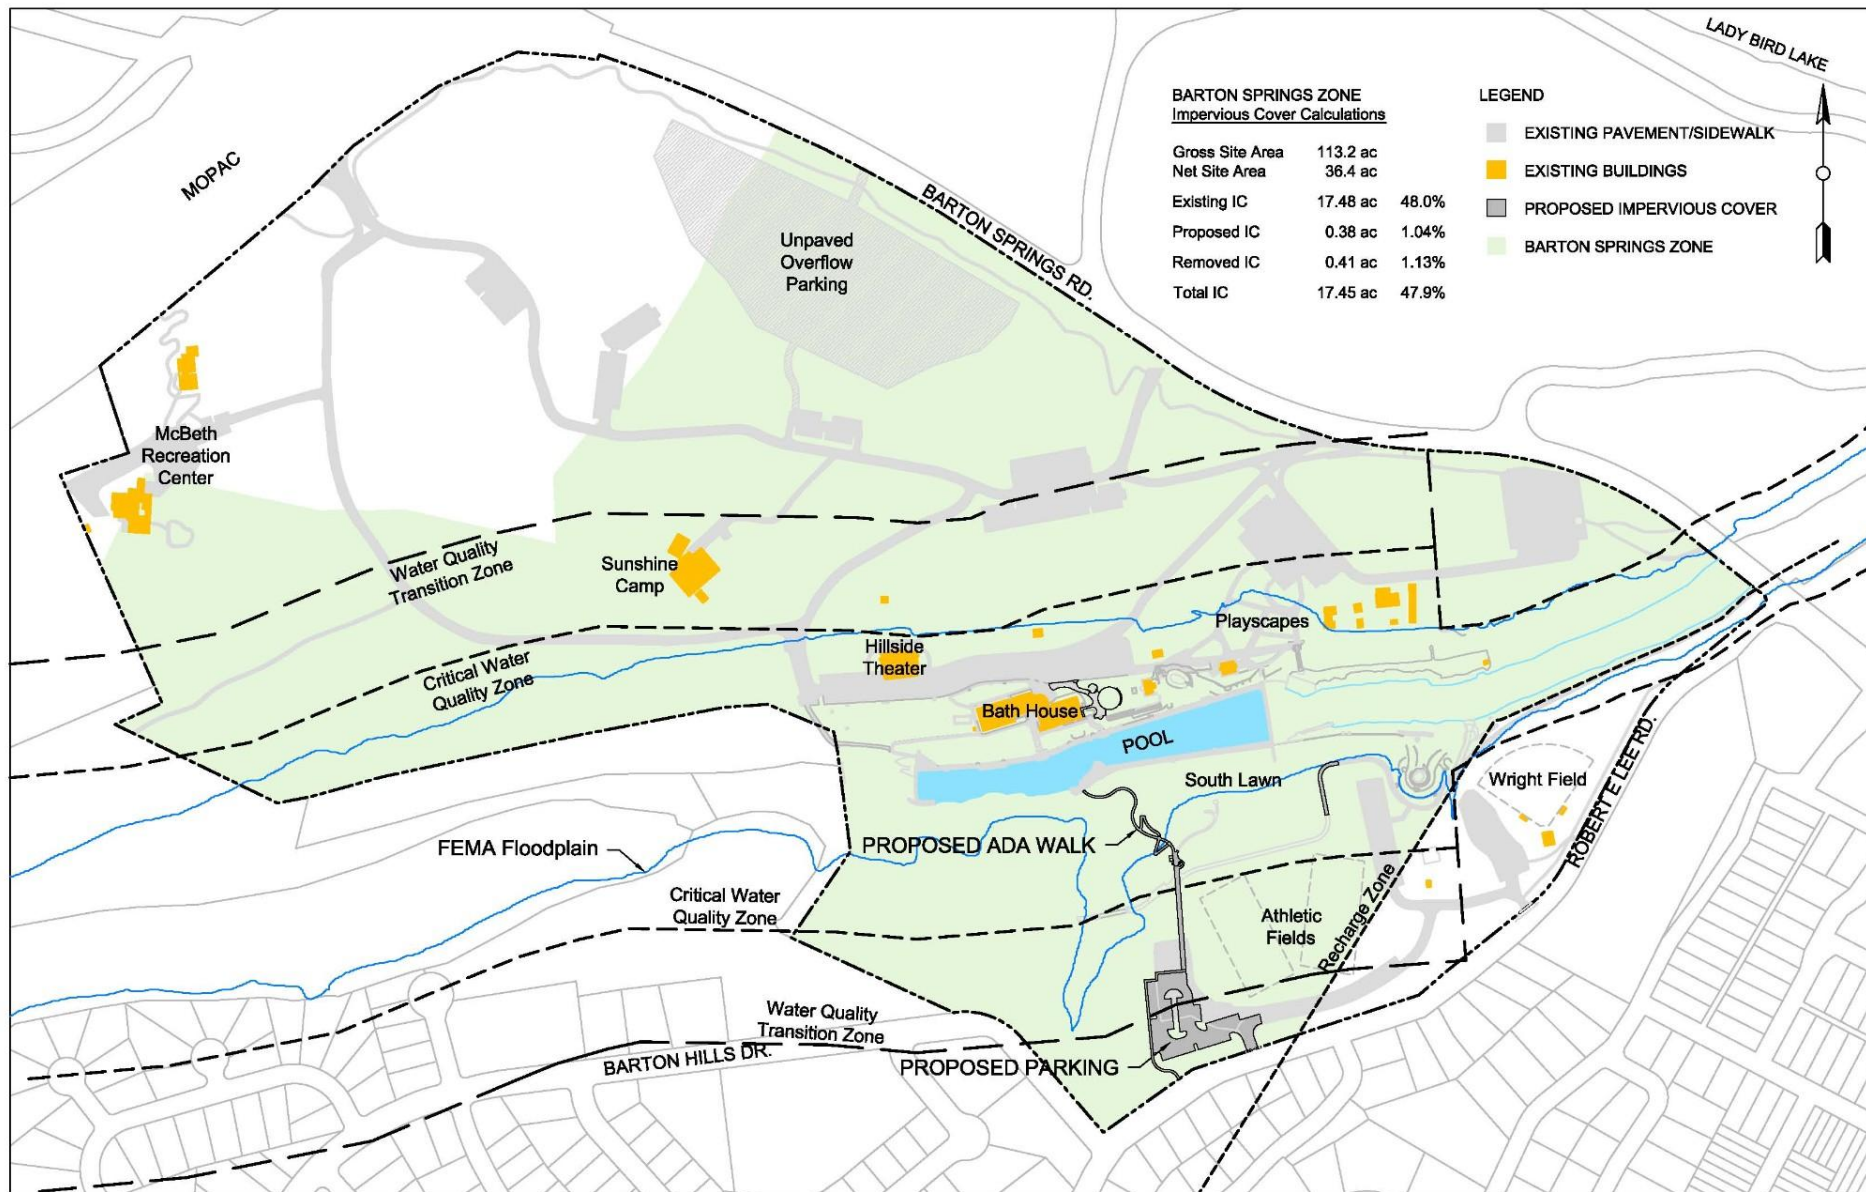 LADY BIRD LAKE
BARTON SPRINGS ZONE
Impervious Cover Calculations
Gross Site Area 113.2 ac
Net Site Area 36.4 ac
Existing IC 17.48 ac 48.0%
Proposed IC 0.38 ac 1.04%
Removed IC 0.41 ac 1.13%
Total IC 17.45 ac 47.9%
LEGEND
EXISTING PAVEMENT/SIDEWALK
EXISTING BUILDINGS
PROPOSED IMPERVIOUS COVER
BARTON SPRINGS ZONE
MOPAC
BARTON SPRINGS RD.
Unpaved
Overflow
Parking
McBeth
Recreation
Center
Water Quality
Transition Zone
Sunshine
Camp
Playscapes
Hillside
Theater
Critical Water
Quality Zone
Bath House
POOL
South Lawn
Wright Field
ROBERT E LEE RD.
FEMA Floodplain
PROPOSED ADA WALK
Critical Water
Quality Zone
Athletic
Fields
Recharge Zone
Water Quality
Transition Zone
BARTON HILLS DR.
PROPOSED PARKING